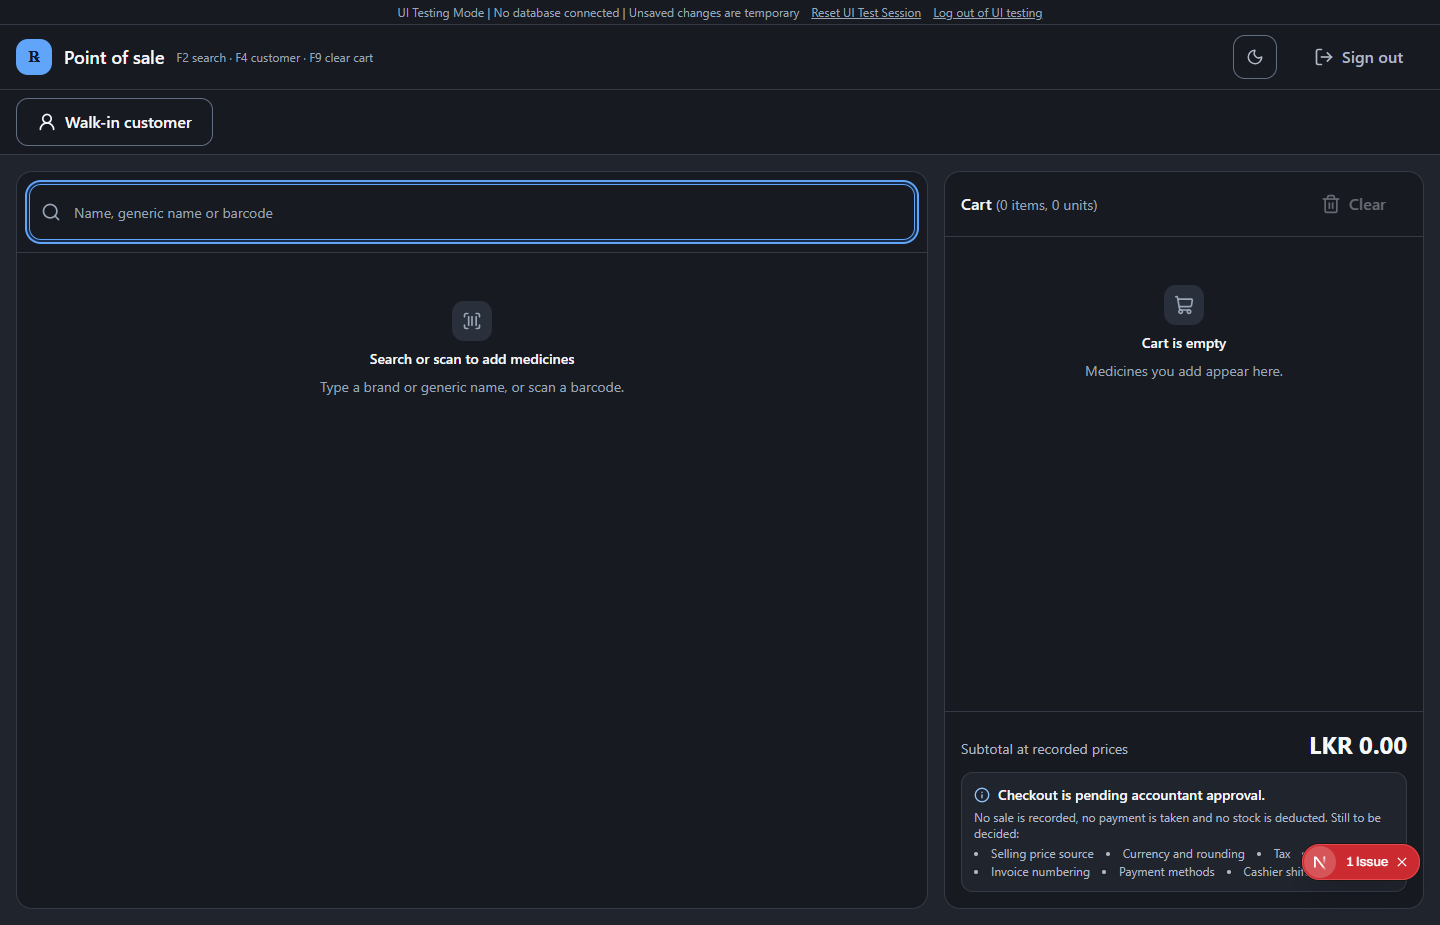 UI Testing Mode | No database connected | Unsaved changes are temporary Reset UI Test Session Log out of UI testing
℞ Point of sale F2 search · F4 customer · F9 clear cart Sign out
Walk-in customer
Name, generic name or barcode
Search or scan to add medicines
Type a brand or generic name, or scan a barcode.
Cart (0 items, 0 units) Clear
Cart is empty
Medicines you add appear here.
Subtotal at recorded prices LKR 0.00
Checkout is pending accountant approval.
No sale is recorded, no payment is taken and no stock is deducted. Still to be
decided:
• Selling price source • Currency and rounding • Tax
• Invoice numbering • Payment methods • Cashier
N 1 Issue